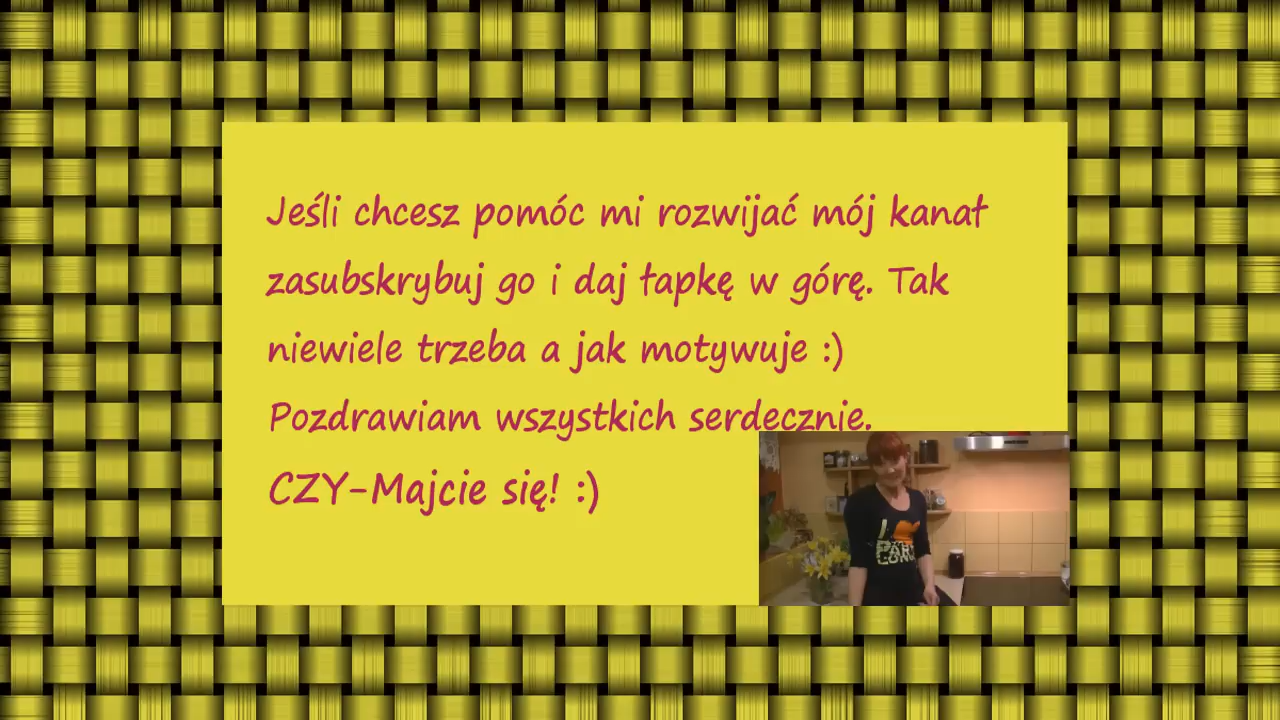 Jeśli chcesz pomóc mi rozwijać mój kanał
zasubskrybuj go i daj łapkę w górę. Tak
niewiele trzeba a jak motywuje :)
Pozdrawiam wszystkich serdecznie.
CZY-Majcie się! :)